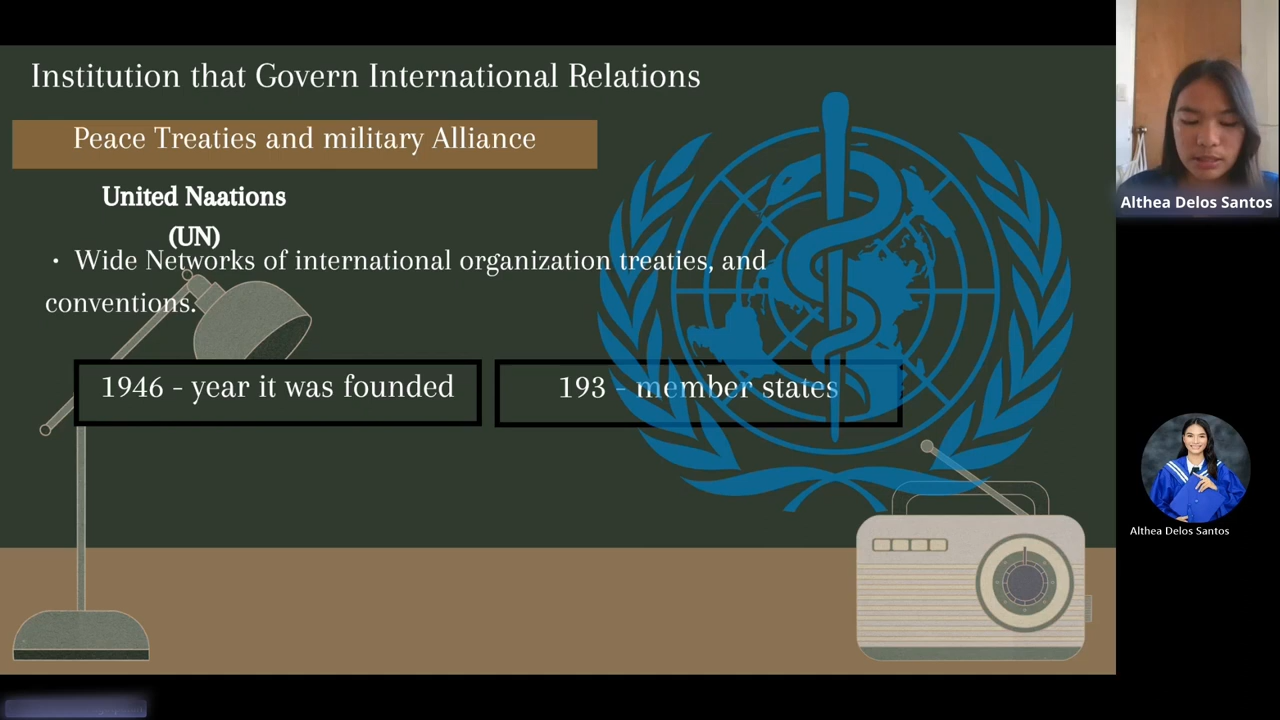 Institution that Govern International Relations
Peace Treaties and military Alliance
United Naations
(UN)
· Wide Networks of international organization treaties, and
conventions.
1946 - year it was founded
193 - member states
Althea Delos Santos
Althea Delos Santos